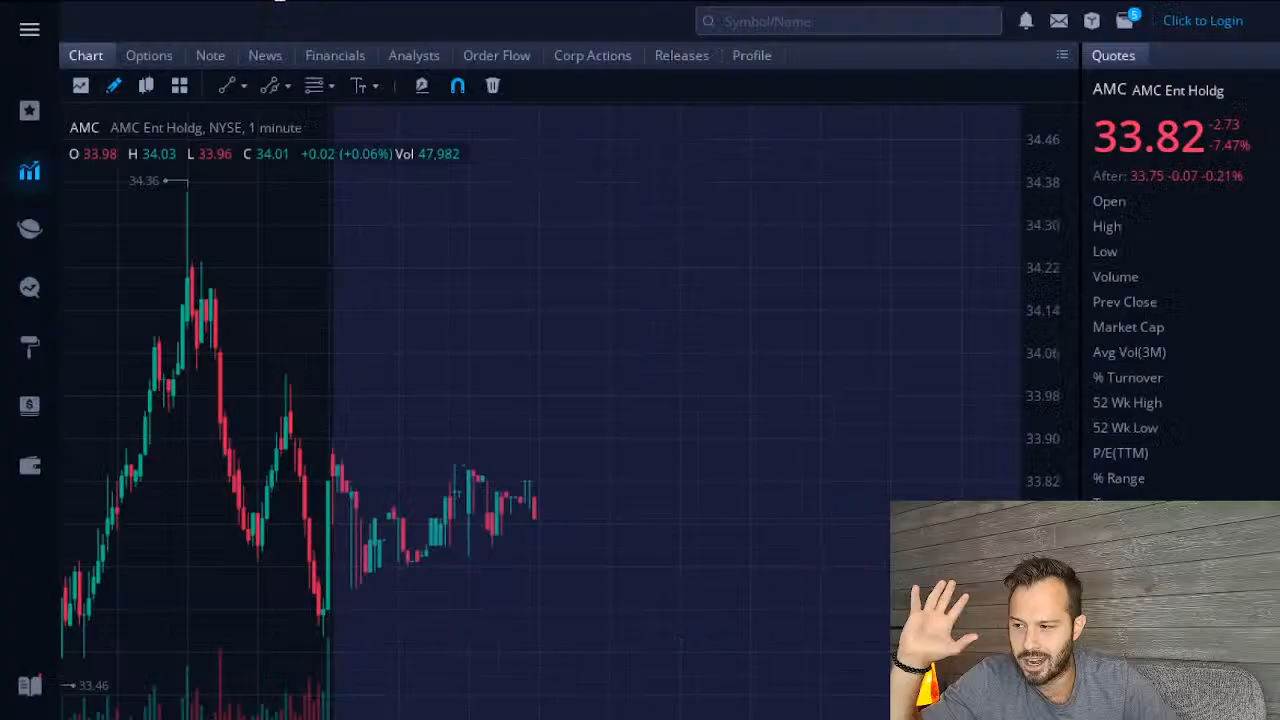 Symbol/Name
5
Click to Login
Chart Options Note News Financials Analysts Order Flow Corp Actions Releases Profile
Quotes
AMC AMC Ent Holdg
33.82 -2.73
-7.47%
After: 33.75 -0.07 -0.21%
Open
High
Low
Volume
Prev Close
Market Cap
Avg Vol(3M)
% Turnover
52 Wk High
52 Wk Low
P/E(TTM)
% Range
AMC AMC Ent Holdg, NYSE, 1 minute
O 33.98 H 34.03 L 33.96 C 34.01 +0.02 (+0.06%) Vol 47,982
34.36
33.46
34.46
34.38
34.30
34.22
34.14
34.06
33.98
33.90
33.82